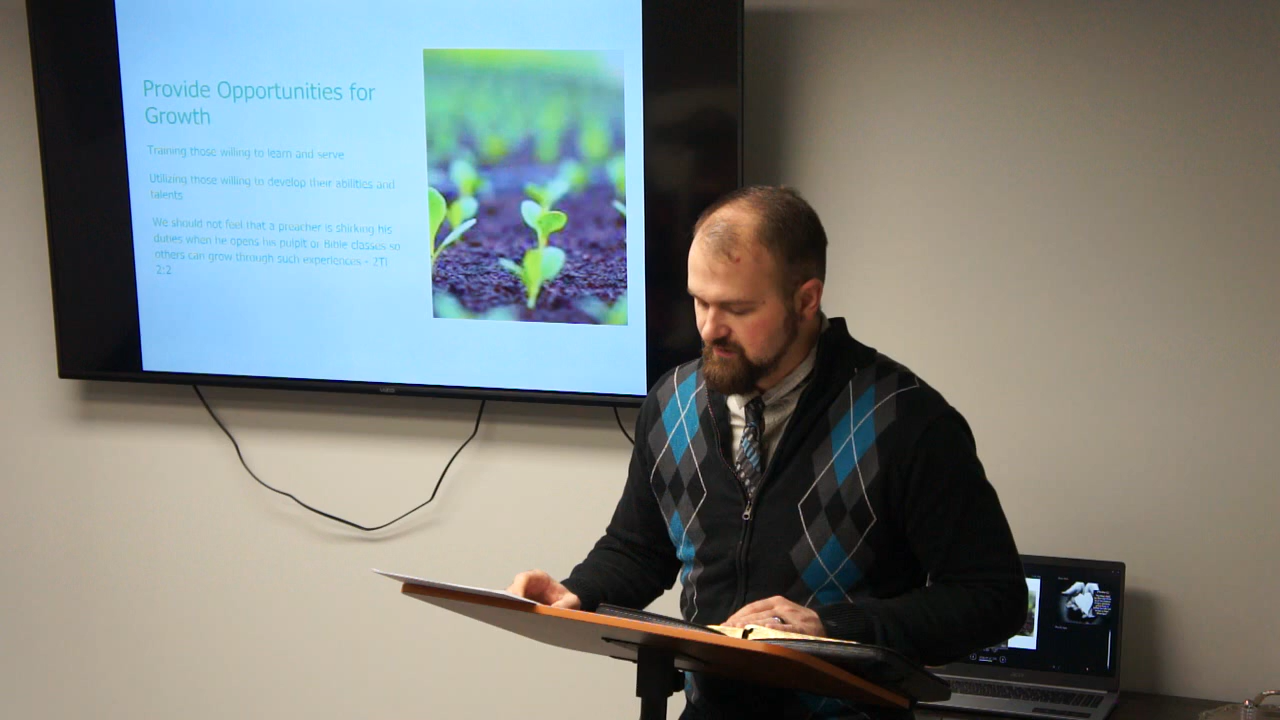 Provide Opportunities for
Growth
Training those willing to learn and serve
Utilizing those willing to develop their abilities and
talents
We should not feel that a preacher is shirking his
duties when he opens his pulpit or Bible classes so
others can grow through such experiences - 2TI
2:2